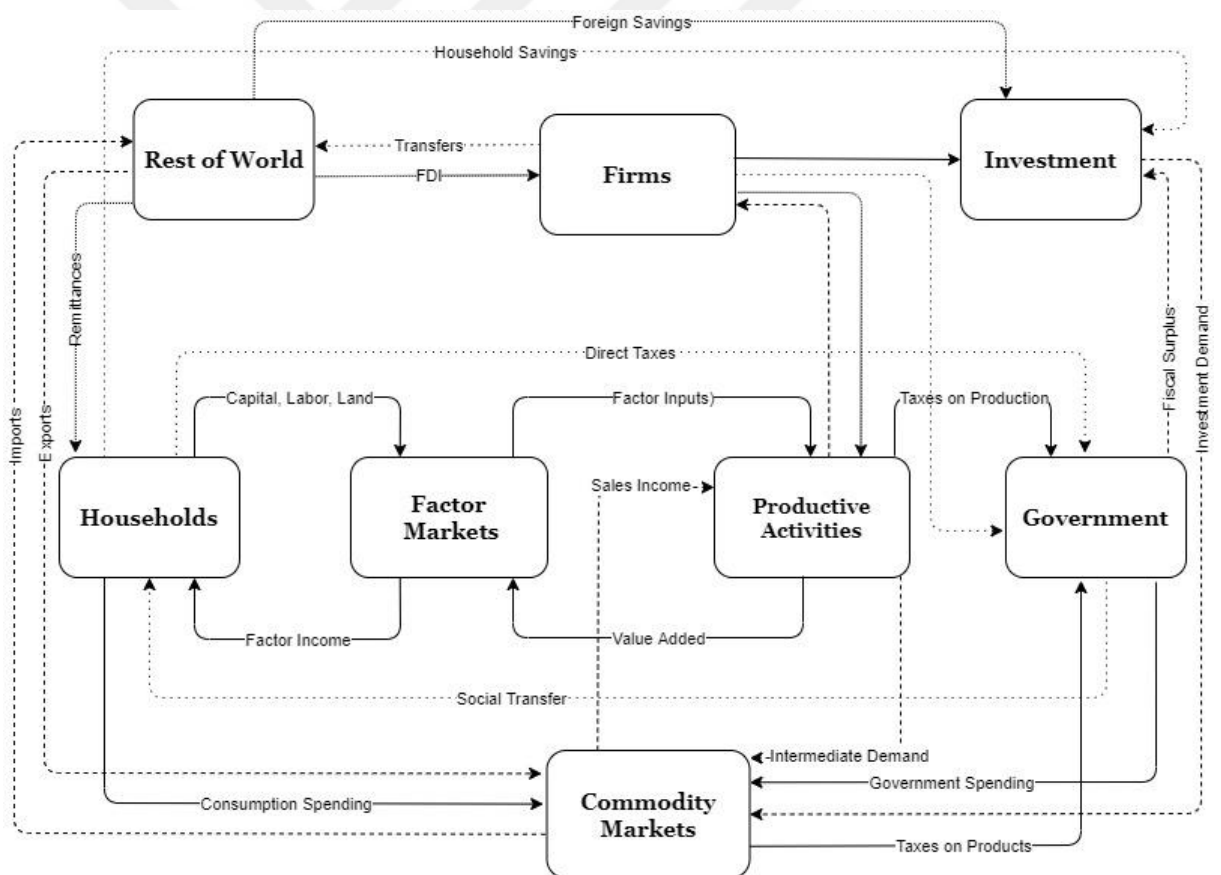 Foreign Savings
Household Savings
Rest of World
Transfers
FDI
Firms
Investment
Remittances
Imports
Exports
Direct Taxes
Fiscal Surplus
Investment Demand
Capital, Labor, Land
Factor Inputs)
Taxes on Production
Households
Factor
Markets
Sales Income
Productive
Activities
Government
Factor Income
Value Added
Social Transfer
Intermediate Demand
Government Spending
Consumption Spending
Commodity
Markets
Taxes on Products